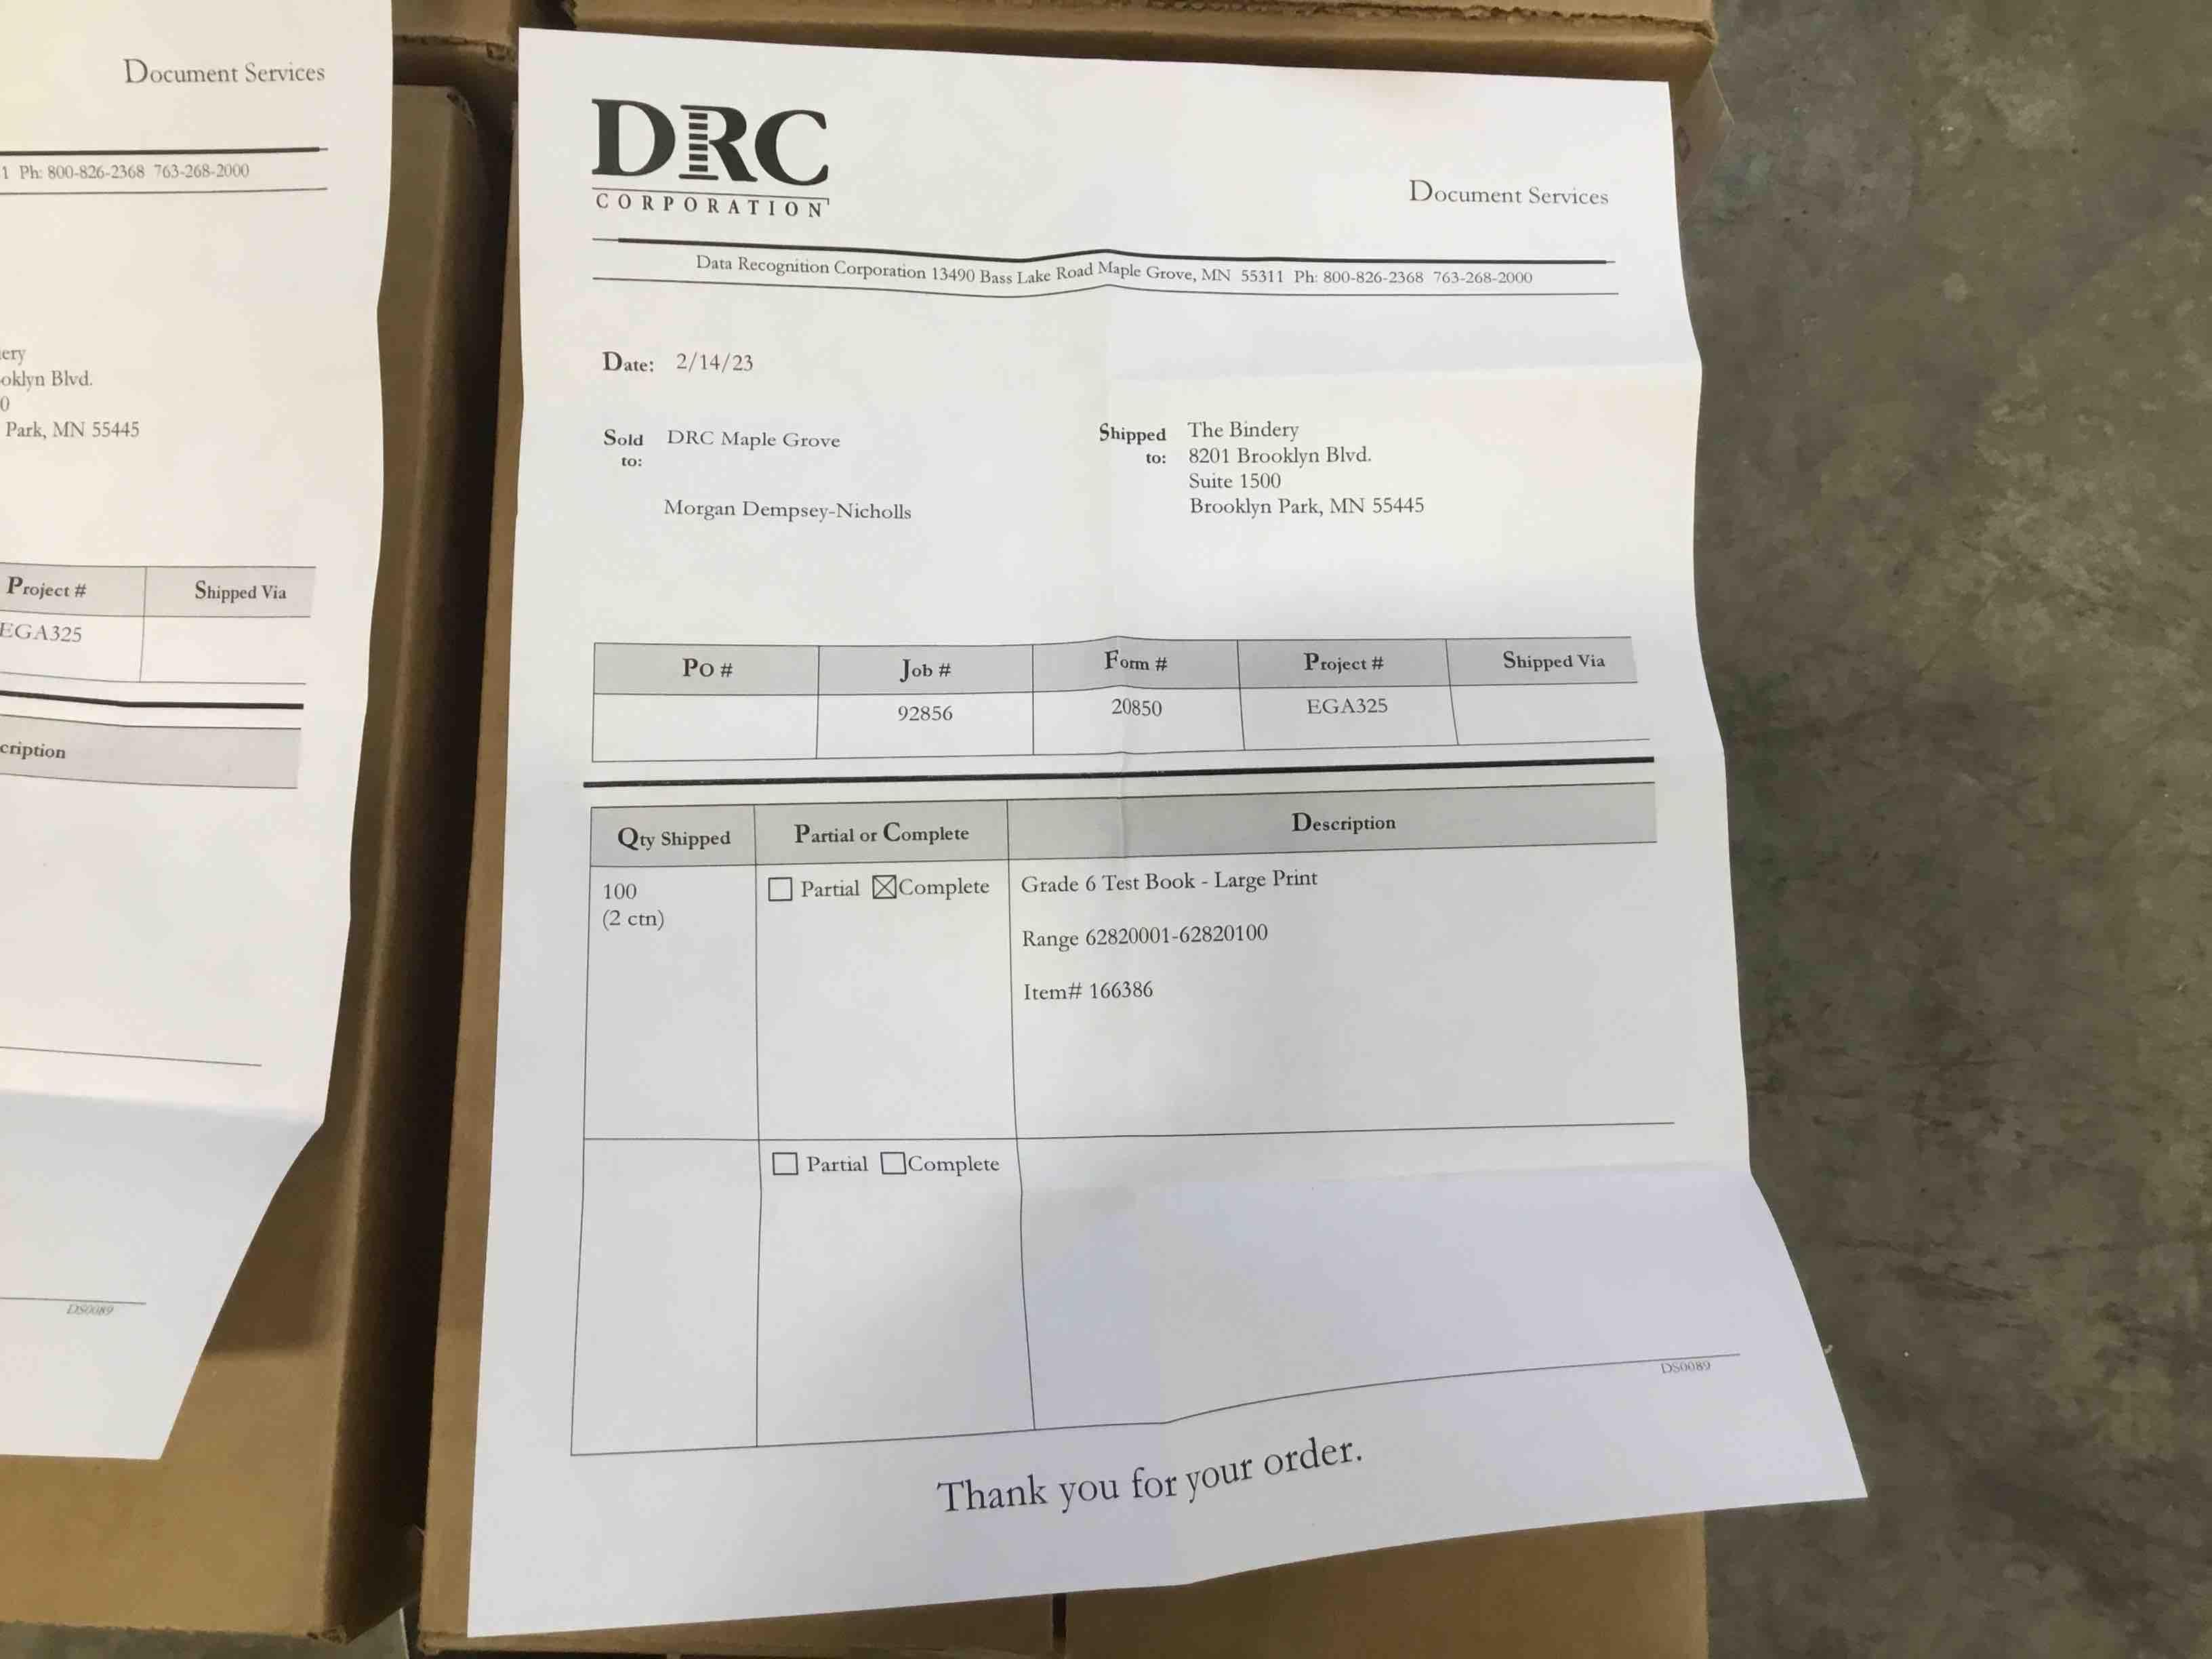 Document Services
1 Ph: 800-826-2368 763-268-2000
ery
oklyn Blvd.
0
Park, MN 55445
Project # Shipped Via
EGA325
cription
DS0089
DRC
CORPORATION
Document Services
Data Recognition Corporation 13490 Bass Lake Road Maple Grove, MN 55311 Ph: 800-826-2368 763-268-2000
Date: 2/14/23
Sold to: DRC Maple Grove
Morgan Dempsey-Nicholls
Shipped to: The Bindery
8201 Brooklyn Blvd.
Suite 1500
Brooklyn Park, MN 55445
PO # Job # Form # Project # Shipped Via
92856 20850 EGA325
Qty Shipped Partial or Complete Description
100 Partial Complete Grade 6 Test Book - Large Print
(2 ctn)
Range 62820001-62820100
Item# 166386
Partial Complete
DS0089
Thank you for your order.